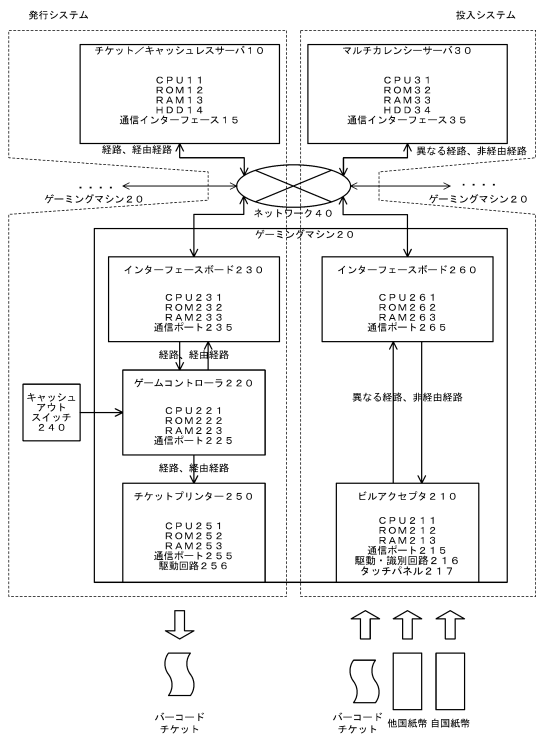 発行システム
投入システム
チケット/キャッシュレスサーバ10
CPU11
ROM12
RAM13
HDD14
通信インターフェース15
マルチカレンシーサーバ30
CPU31
ROM32
RAM33
HDD34
通信インターフェース35
経路、経由経路
異なる経路、非経由経路
・・・・
ゲーミングマシン20
・・・・
ゲーミングマシン20
ネットワーク40
ゲーミングマシン20
インターフェースボード230
CPU231
ROM232
RAM233
通信ポート235
インターフェースボード260
CPU261
ROM262
RAM263
通信ポート265
経路、経由経路
ゲームコントローラ220
CPU221
ROM222
RAM223
通信ポート225
キャッシュ
アウト
スイッチ
240
異なる経路、非経由経路
経路、経由経路
チケットプリンター250
CPU251
ROM252
RAM253
通信ポート255
駆動回路256
ビルアクセプタ210
CPU211
ROM212
RAM213
通信ポート215
駆動・識別回路216
タッチパネル217
バーコード
チケット
バーコード
チケット
他国紙幣
自国紙幣